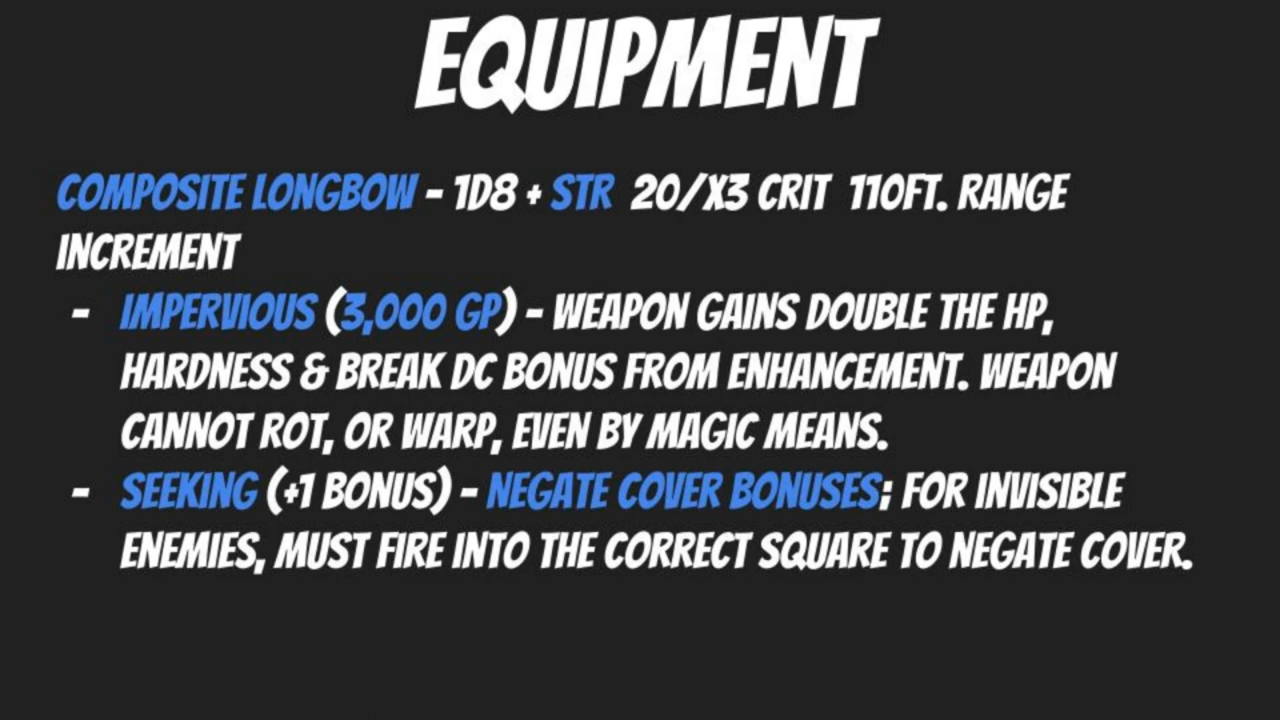 EQUIPMENT
COMPOSITE LONGBOW - 1D8 + STR 20/X3 CRIT 110FT. RANGE
INCREMENT
- IMPERVIOUS (3,000 GP) - WEAPON GAINS DOUBLE THE HP,
HARDNESS & BREAK DC BONUS FROM ENHANCEMENT. WEAPON
CANNOT ROT, OR WARP, EVEN BY MAGIC MEANS.
- SEEKING (+1 BONUS) - NEGATE COVER BONUSES; FOR INVISIBLE
ENEMIES, MUST FIRE INTO THE CORRECT SQUARE TO NEGATE COVER.